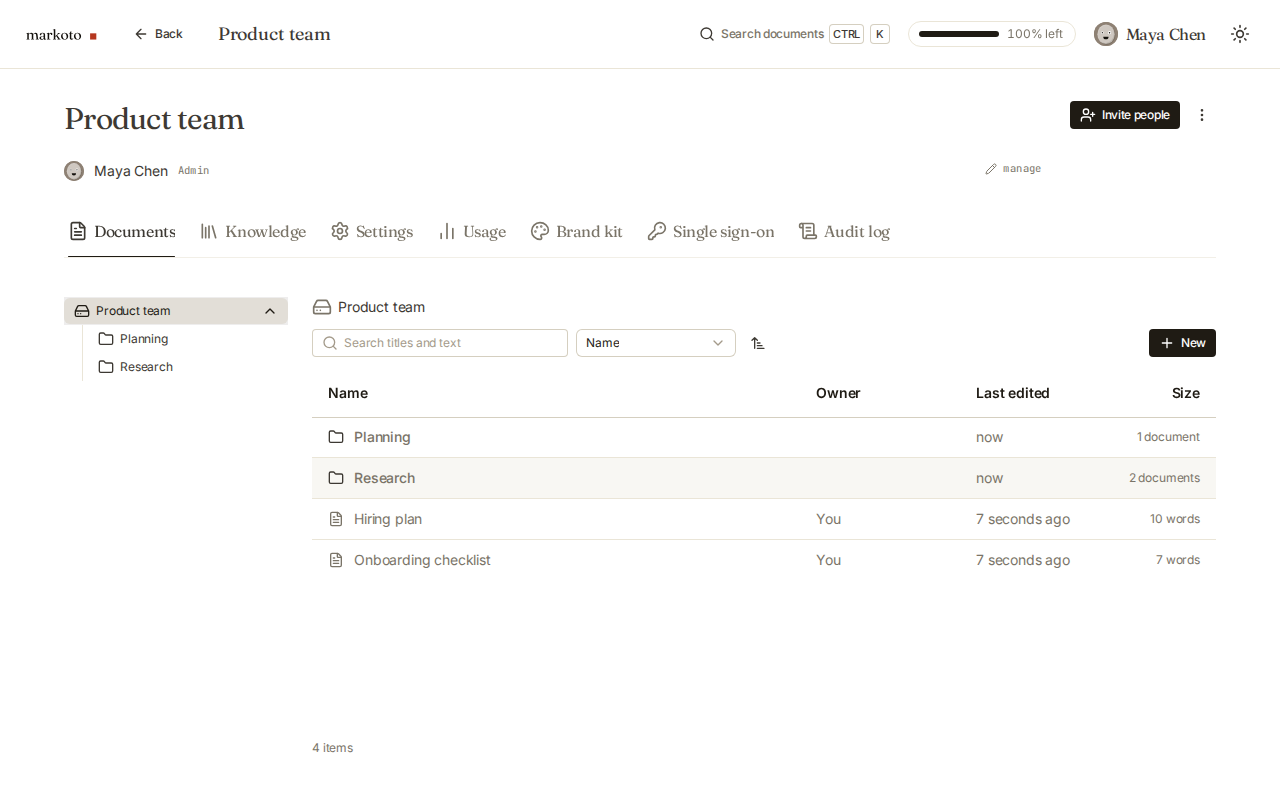 markoto
Back
Product team
Search documents CTRL K
100% left
Maya Chen
Product team
Invite people
Maya Chen Admin
manage
Documents Knowledge Settings Usage Brand kit Single sign-on Audit log
Product team
Planning
Research
Product team
Search titles and text
Name
New
Name Owner Last edited Size
Planning now 1 document
Research now 2 documents
Hiring plan You 7 seconds ago 10 words
Onboarding checklist You 7 seconds ago 7 words
4 items